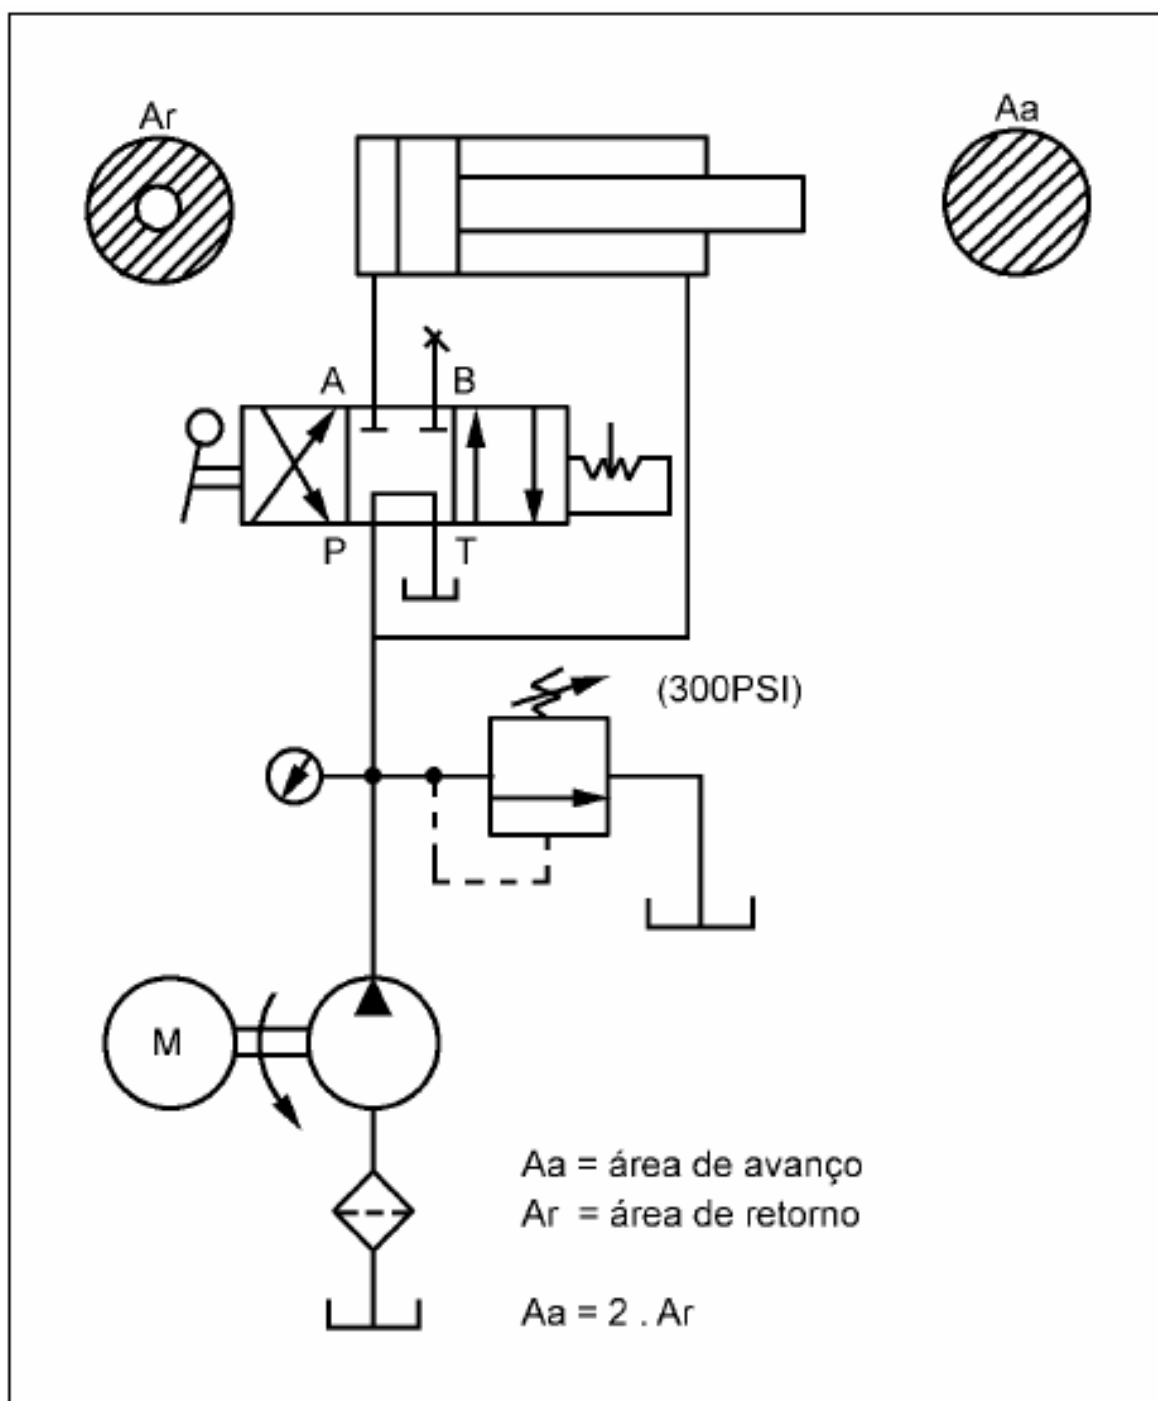 Ar
Aa
A
B
P
T
(300PSI)
M
Aa = área de avanço
Ar = área de retorno
Aa = 2 . Ar